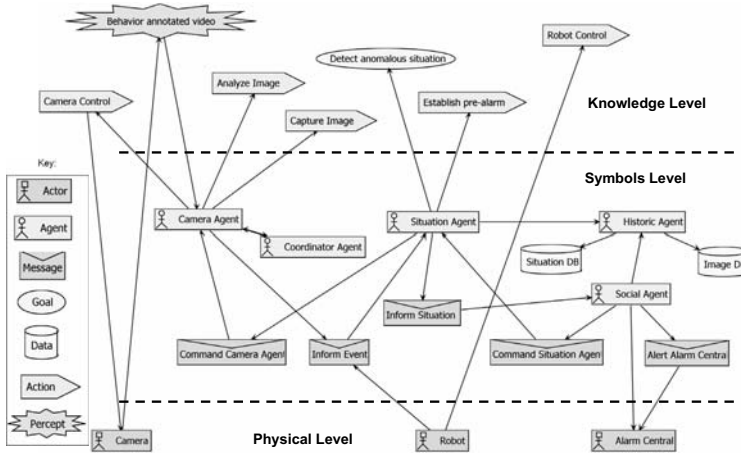 Behavior annotated video
Robot Control
Detect anomalous situation
Analyze Image
Camera Control
Establish pre-alarm
Capture Image
Knowledge Level
Key:
Symbols Level
Actor
Agent
Message
Goal
Data
Action
Percept
Camera Agent
Situation Agent
Historic Agent
Coordinator Agent
Situation DB
Image D
Social Agent
Inform Situation
Command Camera Agent
Inform Event
Command Situation Agent
Alert Alarm Centra
Camera
Physical Level
Robot
Alarm Central